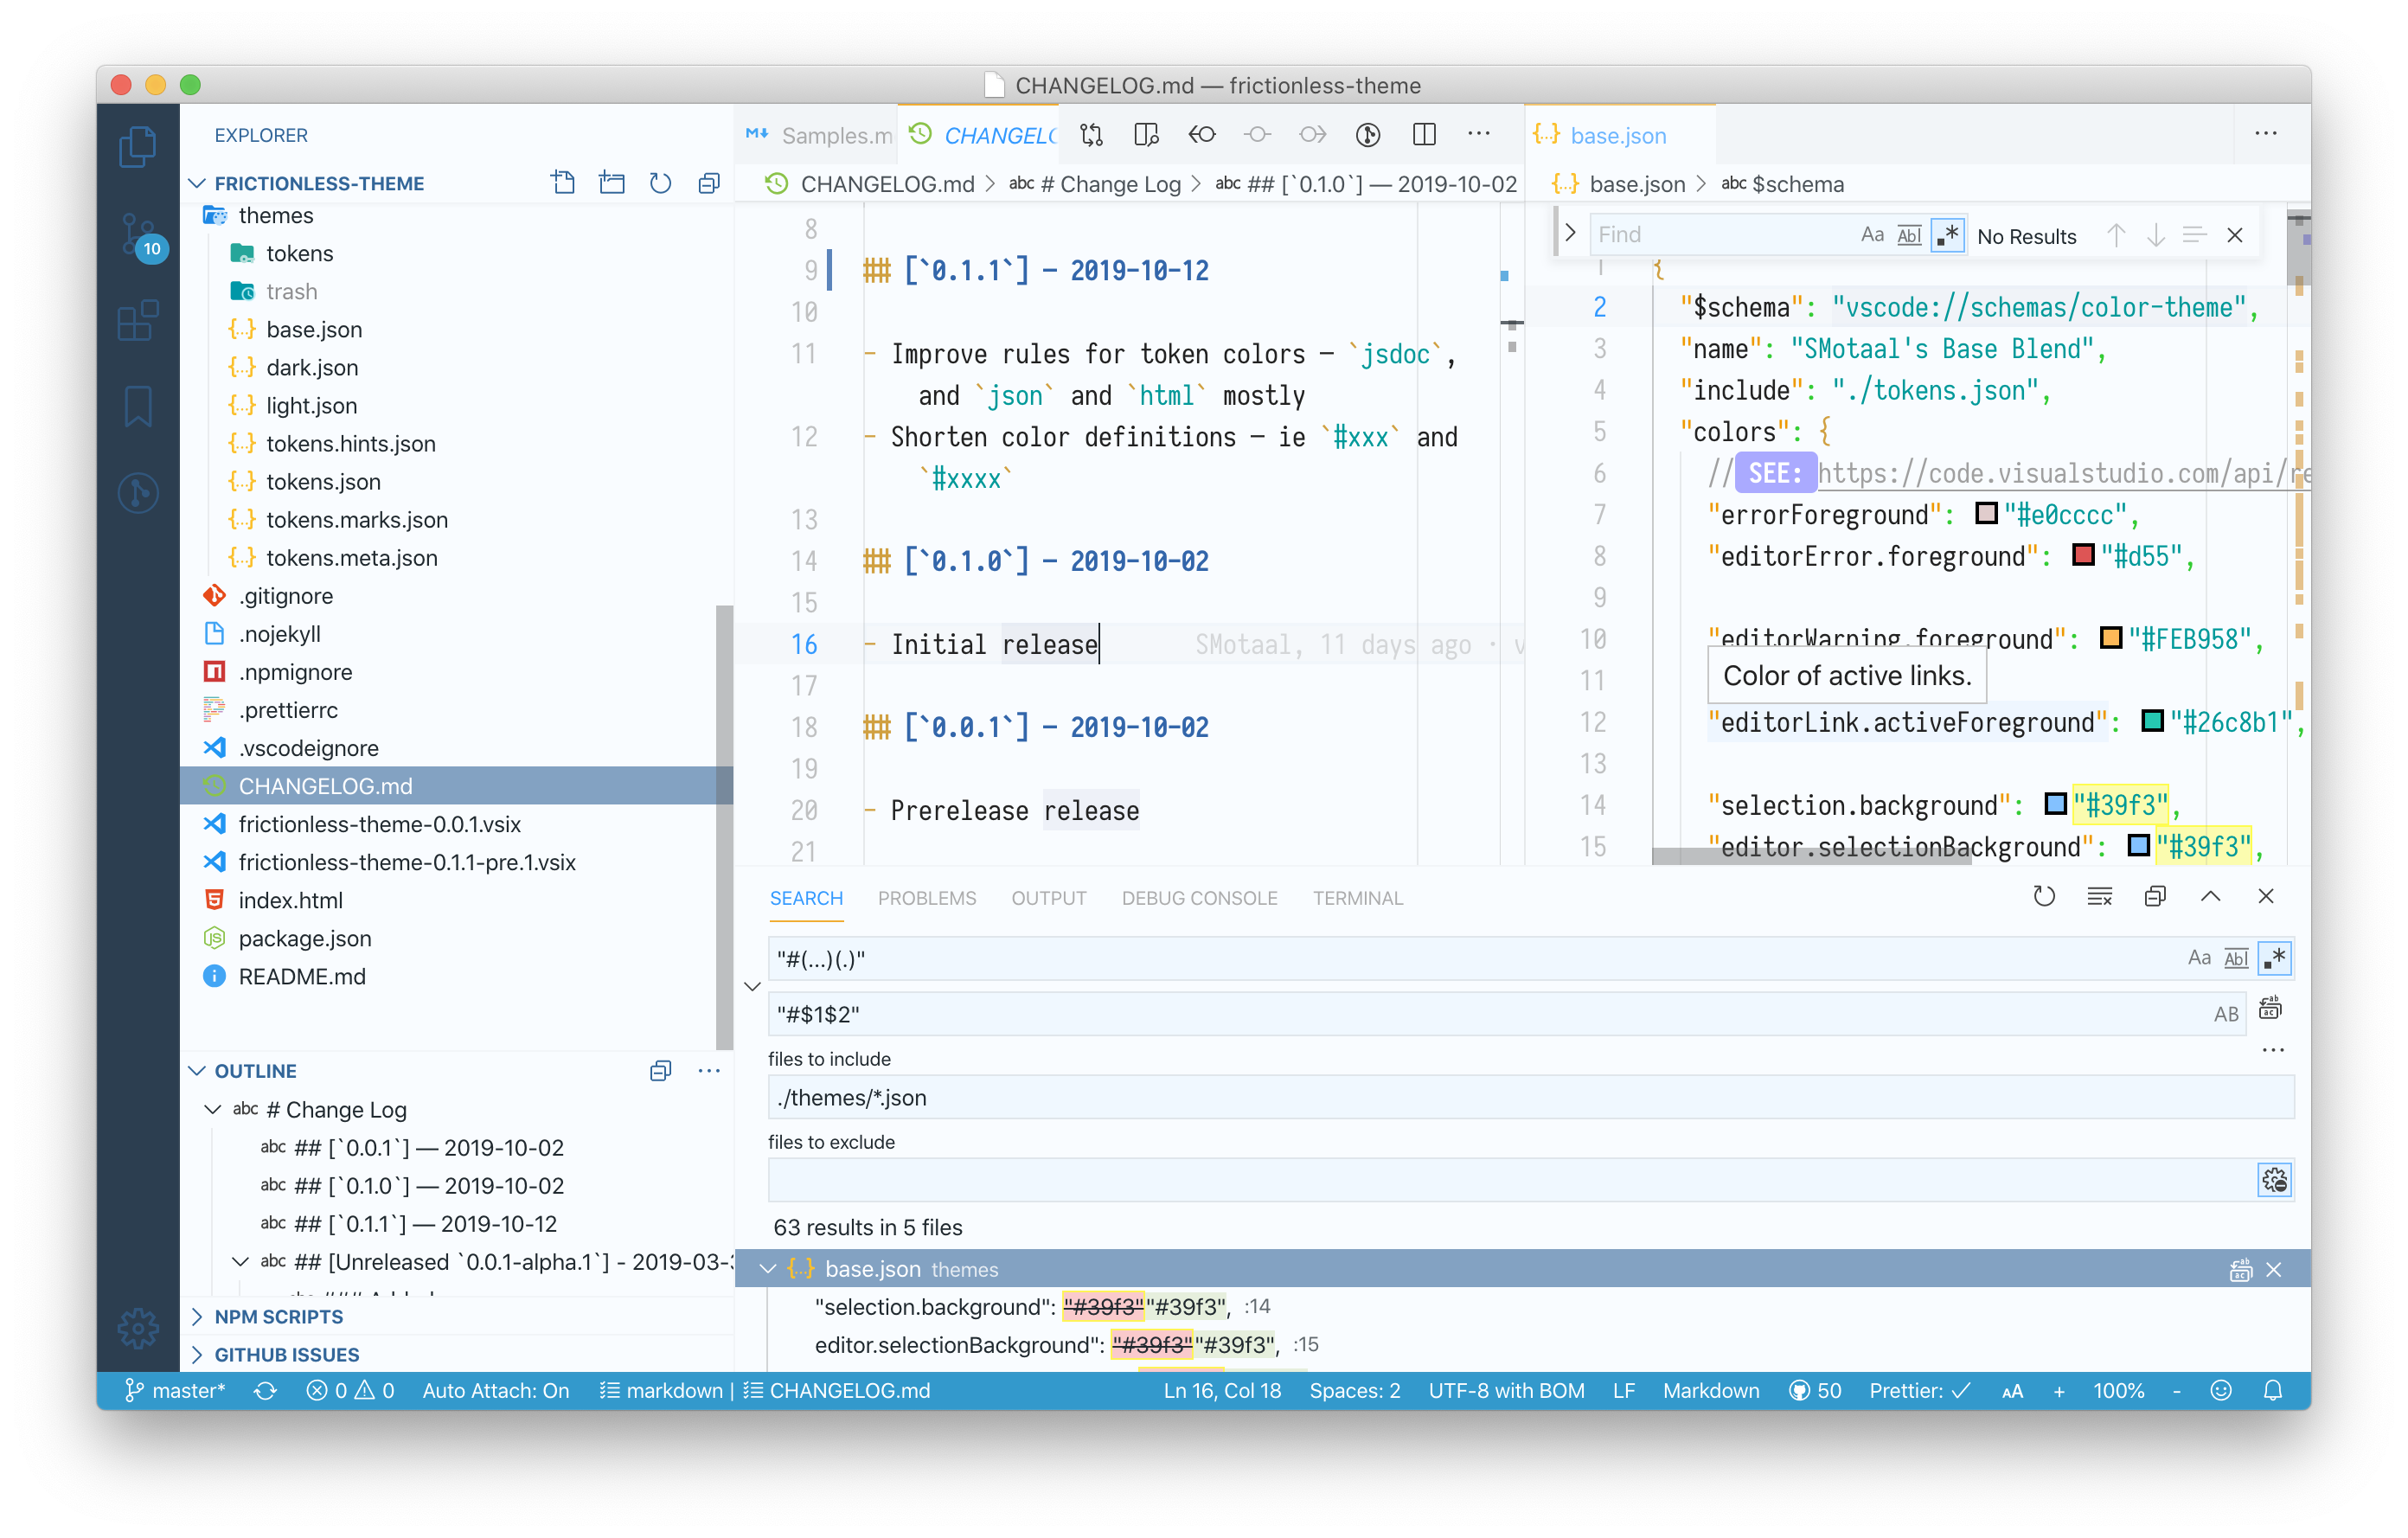 CHANGELOG.md — frictionless-theme
EXPLORER
FRICTIONLESS-THEME
themes
tokens
trash
base.json
dark.json
light.json
tokens.hints.json
tokens.json
tokens.marks.json
tokens.meta.json
.gitignore
.nojekyll
.npmignore
.prettierrc
.vscodeignore
CHANGELOG.md
frictionless-theme-0.0.1.vsix
frictionless-theme-0.1.1-pre.1.vsix
index.html
package.json
README.md
10
OUTLINE
abc # Change Log
abc ## [`0.0.1`] — 2019-10-02
abc ## [`0.1.0`] — 2019-10-02
abc ## [`0.1.1`] — 2019-10-12
abc ## [Unreleased `0.0.1-alpha.1`] - 2019-03-
NPM SCRIPTS
GITHUB ISSUES
Samples.m CHANGELO
CHANGELOG.md > abc # Change Log > abc ## [`0.1.0`] — 2019-10-02
8
9 ## [`0.1.1`] — 2019-10-12
10
11 - Improve rules for token colors — `jsdoc`,
and `json` and `html` mostly
12 - Shorten color definitions — ie `#xxx` and
`#xxxx`
13
14 ## [`0.1.0`] — 2019-10-02
15
16 - Initial release SMotaal, 11 days ago · v
17
18 ## [`0.0.1`] — 2019-10-02
19
20 - Prerelease release
21
base.json
base.json > abc $schema
Find Aa Abl .* No Results
1 {
2 "$schema": "vscode://schemas/color-theme",
3 "name": "SMotaal's Base Blend",
4 "include": "./tokens.json",
5 "colors": {
6 // SEE: https://code.visualstudio.com/api/re
7 "errorForeground": "#e0cccc",
8 "editorError.foreground": "#d55",
9
10 "editorWarning.foreground": "#FEB958",
11
Color of active links.
12 "editorLink.activeForeground": "#26c8b1",
13
14 "selection.background": "#39f3",
15 "editor.selectionBackground": "#39f3",
SEARCH PROBLEMS OUTPUT DEBUG CONSOLE TERMINAL
"#(...)(.)" Aa Abl .*
"#$1$2" AB
files to include
./themes/*.json
files to exclude
63 results in 5 files
base.json themes
"selection.background": "#39f3""#39f3", :14
editor.selectionBackground": "#39f3""#39f3", :15
master* 0 0 Auto Attach: On markdown | CHANGELOG.md Ln 16, Col 18 Spaces: 2 UTF-8 with BOM LF Markdown 50 Prettier: ✓ AA + 100% -